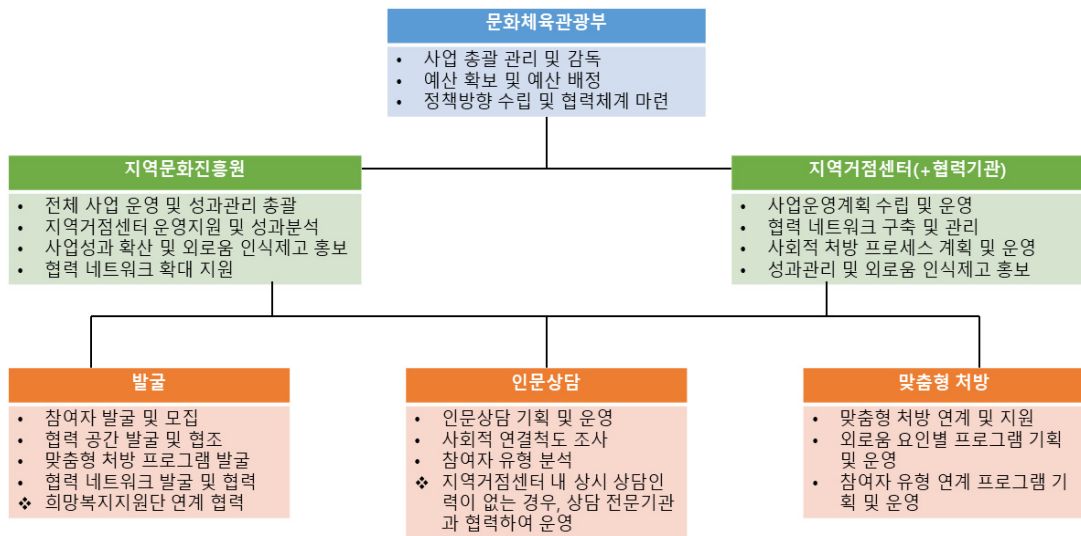 문화체육관광부
• 사업 총괄 관리 및 감독
• 예산 확보 및 예산 배정
• 정책방향 수립 및 협력체계 마련
지역문화진흥원
• 전체 사업 운영 및 성과관리 총괄
• 지역거점센터 운영지원 및 성과분석
• 사업성과 확산 및 외로움 인식제고 홍보
• 협력 네트워크 확대 지원
지역거점센터(+협력기관)
• 사업운영계획 수립 및 운영
• 협력 네트워크 구축 및 관리
• 사회적 처방 프로세스 계획 및 운영
• 성과관리 및 외로움 인식제고 홍보
발굴
• 참여자 발굴 및 모집
• 협력 공간 발굴 및 협조
• 맞춤형 처방 프로그램 발굴
• 협력 네트워크 발굴 및 협력
❖ 희망복지지원단 연계 협력
인문상담
• 인문상담 기획 및 운영
• 사회적 연결척도 조사
• 참여자 유형 분석
❖ 지역거점센터 내 상시 상담인
력이 없는 경우, 상담 전문기관
과 협력하여 운영
맞춤형 처방
• 맞춤형 처방 연계 및 지원
• 외로움 요인별 프로그램 기획
및 운영
• 참여자 유형 연계 프로그램 기
획 및 운영